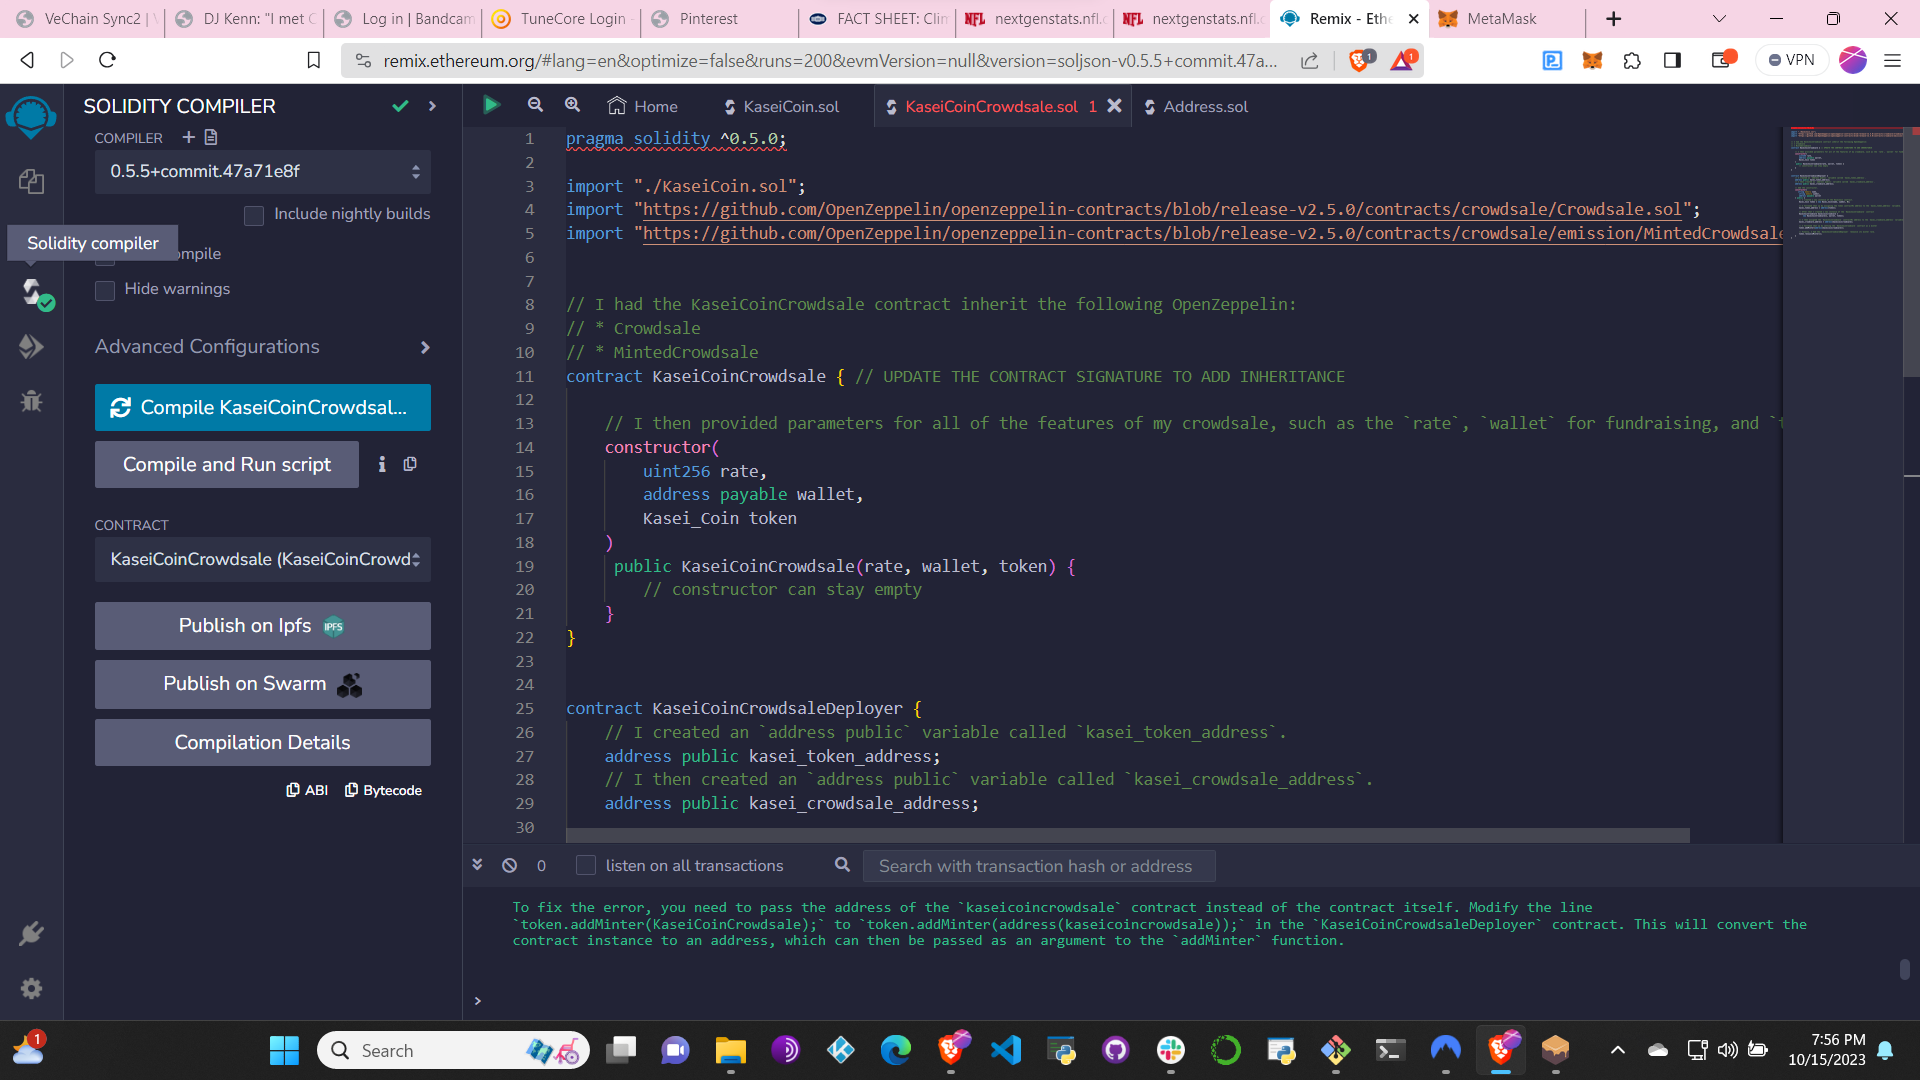 VeChain Sync2 |
DJ Kenn: "I met
Log in | Bandcam
TuneCore Login -
Pinterest
FACT SHEET: Clim
NFL nextgenstats.nfl.c
NFL nextgenstats.nfl.c
Remix - Ethe
MetaMask
remix.ethereum.org/#lang=en&optimize=false&runs=200&evmVersion=null&version=soljson-v0.5.5+commit.47a...
1
1
VPN
SOLIDITY COMPILER
COMPILER
0.5.5+commit.47a71e8f
Include nightly builds
Solidity compiler
mpile
Hide warnings
Advanced Configurations
Compile KaseiCoinCrowdsal...
Compile and Run script
CONTRACT
KaseiCoinCrowdsale (KaseiCoinCrowd
Publish on Ipfs IPFS
Publish on Swarm
Compilation Details
ABI Bytecode
Home
KaseiCoin.sol
KaseiCoinCrowdsale.sol 1
Address.sol
1 pragma solidity ^0.5.0;
2
3 import "./KaseiCoin.sol";
4 import "https://github.com/OpenZeppelin/openzeppelin-contracts/blob/release-v2.5.0/contracts/crowdsale/Crowdsale.sol";
5 import "https://github.com/OpenZeppelin/openzeppelin-contracts/blob/release-v2.5.0/contracts/crowdsale/emission/MintedCrowdsale
6
7
8 // I had the KaseiCoinCrowdsale contract inherit the following OpenZeppelin:
9 // * Crowdsale
10 // * MintedCrowdsale
11 contract KaseiCoinCrowdsale { // UPDATE THE CONTRACT SIGNATURE TO ADD INHERITANCE
12
13 // I then provided parameters for all of the features of my crowdsale, such as the `rate`, `wallet` for fundraising, and `t
14 constructor(
15 uint256 rate,
16 address payable wallet,
17 Kasei_Coin token
18 )
19 public KaseiCoinCrowdsale(rate, wallet, token) {
20 // constructor can stay empty
21 }
22 }
23
24
25 contract KaseiCoinCrowdsaleDeployer {
26 // I created an `address public` variable called `kasei_token_address`.
27 address public kasei_token_address;
28 // I then created an `address public` variable called `kasei_crowdsale_address`.
29 address public kasei_crowdsale_address;
30
0 listen on all transactions Search with transaction hash or address
To fix the error, you need to pass the address of the `kaseicoincrowdsale` contract instead of the contract itself. Modify the line
`token.addMinter(KaseiCoinCrowdsale);` to `token.addMinter(address(kaseicoincrowdsale));` in the `KaseiCoinCrowdsaleDeployer` contract. This will convert the
contract instance to an address, which can then be passed as an argument to the `addMinter` function.
>
1
Search
7:56 PM
10/15/2023